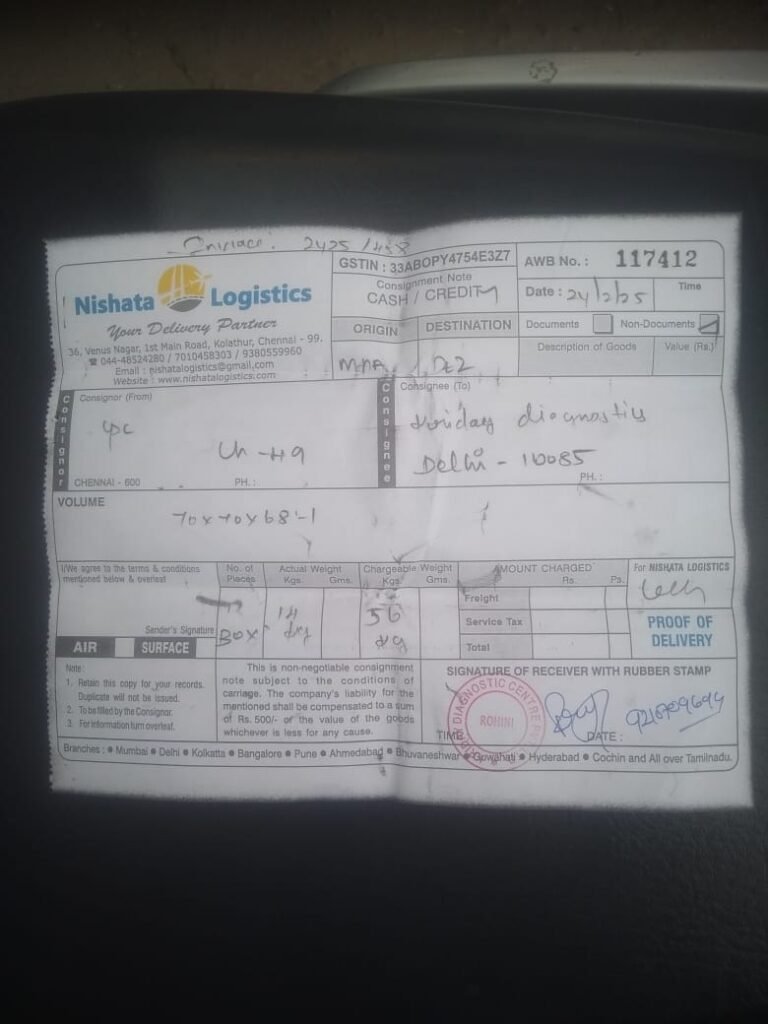 2425 /
Nishata Logistics
Your Delivery Partner
36, Venus Nagar, 1st Main Road, Kolathur, Chennai - 99.
☎ 044-48524280 / 7010458303 / 9380559960
Email : nishatalogistics@gmail.com
Website : www.nishatalogistics.com
GSTIN : 33ABOPY4754E3Z7
Consignment Note
CASH / CREDIT
ORIGIN
DESTINATION
MAA
AWB No. : 117412
Date : 24/2/25
Time
Documents
Non-Documents
Description of Goods
Value (Rs.)
Consignor
Consignor (From)
CHENNAI - 600
PH. :
Consignee
Consignee (To)
diagnostics
Delhi - 110085
PH. :
VOLUME
70x70x68-1
I/We agree to the terms & conditions
mentioned below & overleaf
Sender's Signature
AIR
SURFACE
No. of Pieces
BOX
Actual Weight
Kgs. Gms.
14
kg
Chargeable Weight
Kgs. Gms.
56
kg
AMOUNT CHARGED
Rs. Ps.
Freight
Service Tax
Total
For NISHATA LOGISTICS
PROOF OF
DELIVERY
Note :
1. Retain this copy for your records.
Duplicate will not be issued.
2. To be filled by the Consignor.
3. For information turn overleaf.
This is non-negotiable consignment
note subject to the conditions of
carriage. The company's liability for the
mentioned shall be compensated to a sum
of Rs. 500/- or the value of the goods
whichever is less for any cause.
SIGNATURE OF RECEIVER WITH RUBBER STAMP
DIAGNOSTIC CENTRE
ROHINI
TIME
DATE :
Branches : ● Mumbai ● Delhi ● Kolkatta ● Bangalore ● Pune ● Ahmedabad ● Bhuvaneshwar ● Guwahati ● Hyderabad ● Cochin and All over Tamilnadu.